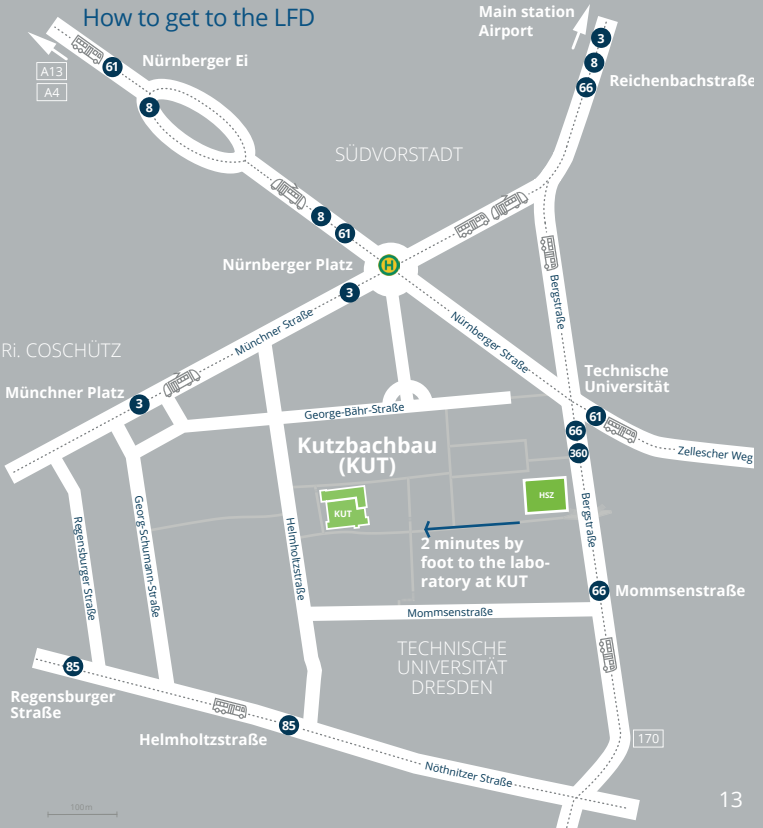 How to get to the LFD
Main station
Airport
3
8
66
Reichenbachstraße
61
Nürnberger Ei
A13
A4
8
SÜDVORSTADT
8
61
Nürnberger Platz
H
3
Bergstraße
Münchner Straße
Nürnberger Straße
Ri. COSCHÜTZ
Münchner Platz
3
Technische
Universität
George-Bähr-Straße
61
66
360
Zellescher Weg
Kutzbachbau
(KUT)
KUT
HSZ
Regensburger Straße
Georg-Schumann-Straße
Helmholtzstraße
Bergstraße
2 minutes by
foot to the labo-
ratory at KUT
66
Mommsenstraße
Mommsenstraße
TECHNISCHE
UNIVERSITÄT
DRESDEN
85
Regensburger
Straße
85
Helmholtzstraße
170
Nöthnitzer Straße
100m
13